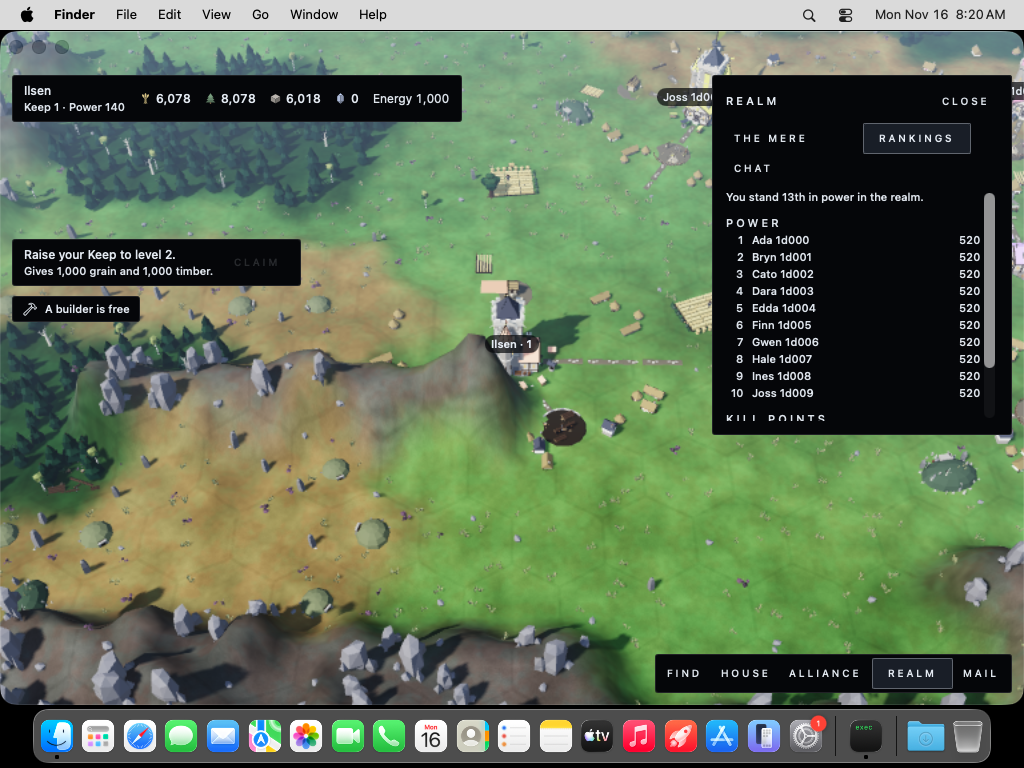 Finder File Edit View Go Window Help Mon Nov 16 8:20 AM
Ilsen
Keep 1 · Power 140
6,078 8,078 6,018 0 Energy 1,000
Raise your Keep to level 2.
Gives 1,000 grain and 1,000 timber.
CLAIM
A builder is free
Ilsen · 1
REALM CLOSE
THE MERE RANKINGS
CHAT
You stand 13th in power in the realm.
POWER
1 Ada 1d000 520
2 Bryn 1d001 520
3 Cato 1d002 520
4 Dara 1d003 520
5 Edda 1d004 520
6 Finn 1d005 520
7 Gwen 1d006 520
8 Hale 1d007 520
9 Ines 1d008 520
10 Joss 1d009 520
KILL POINTS
Joss
FIND HOUSE ALLIANCE REALM MAIL
Mon
16
tv
1
exec